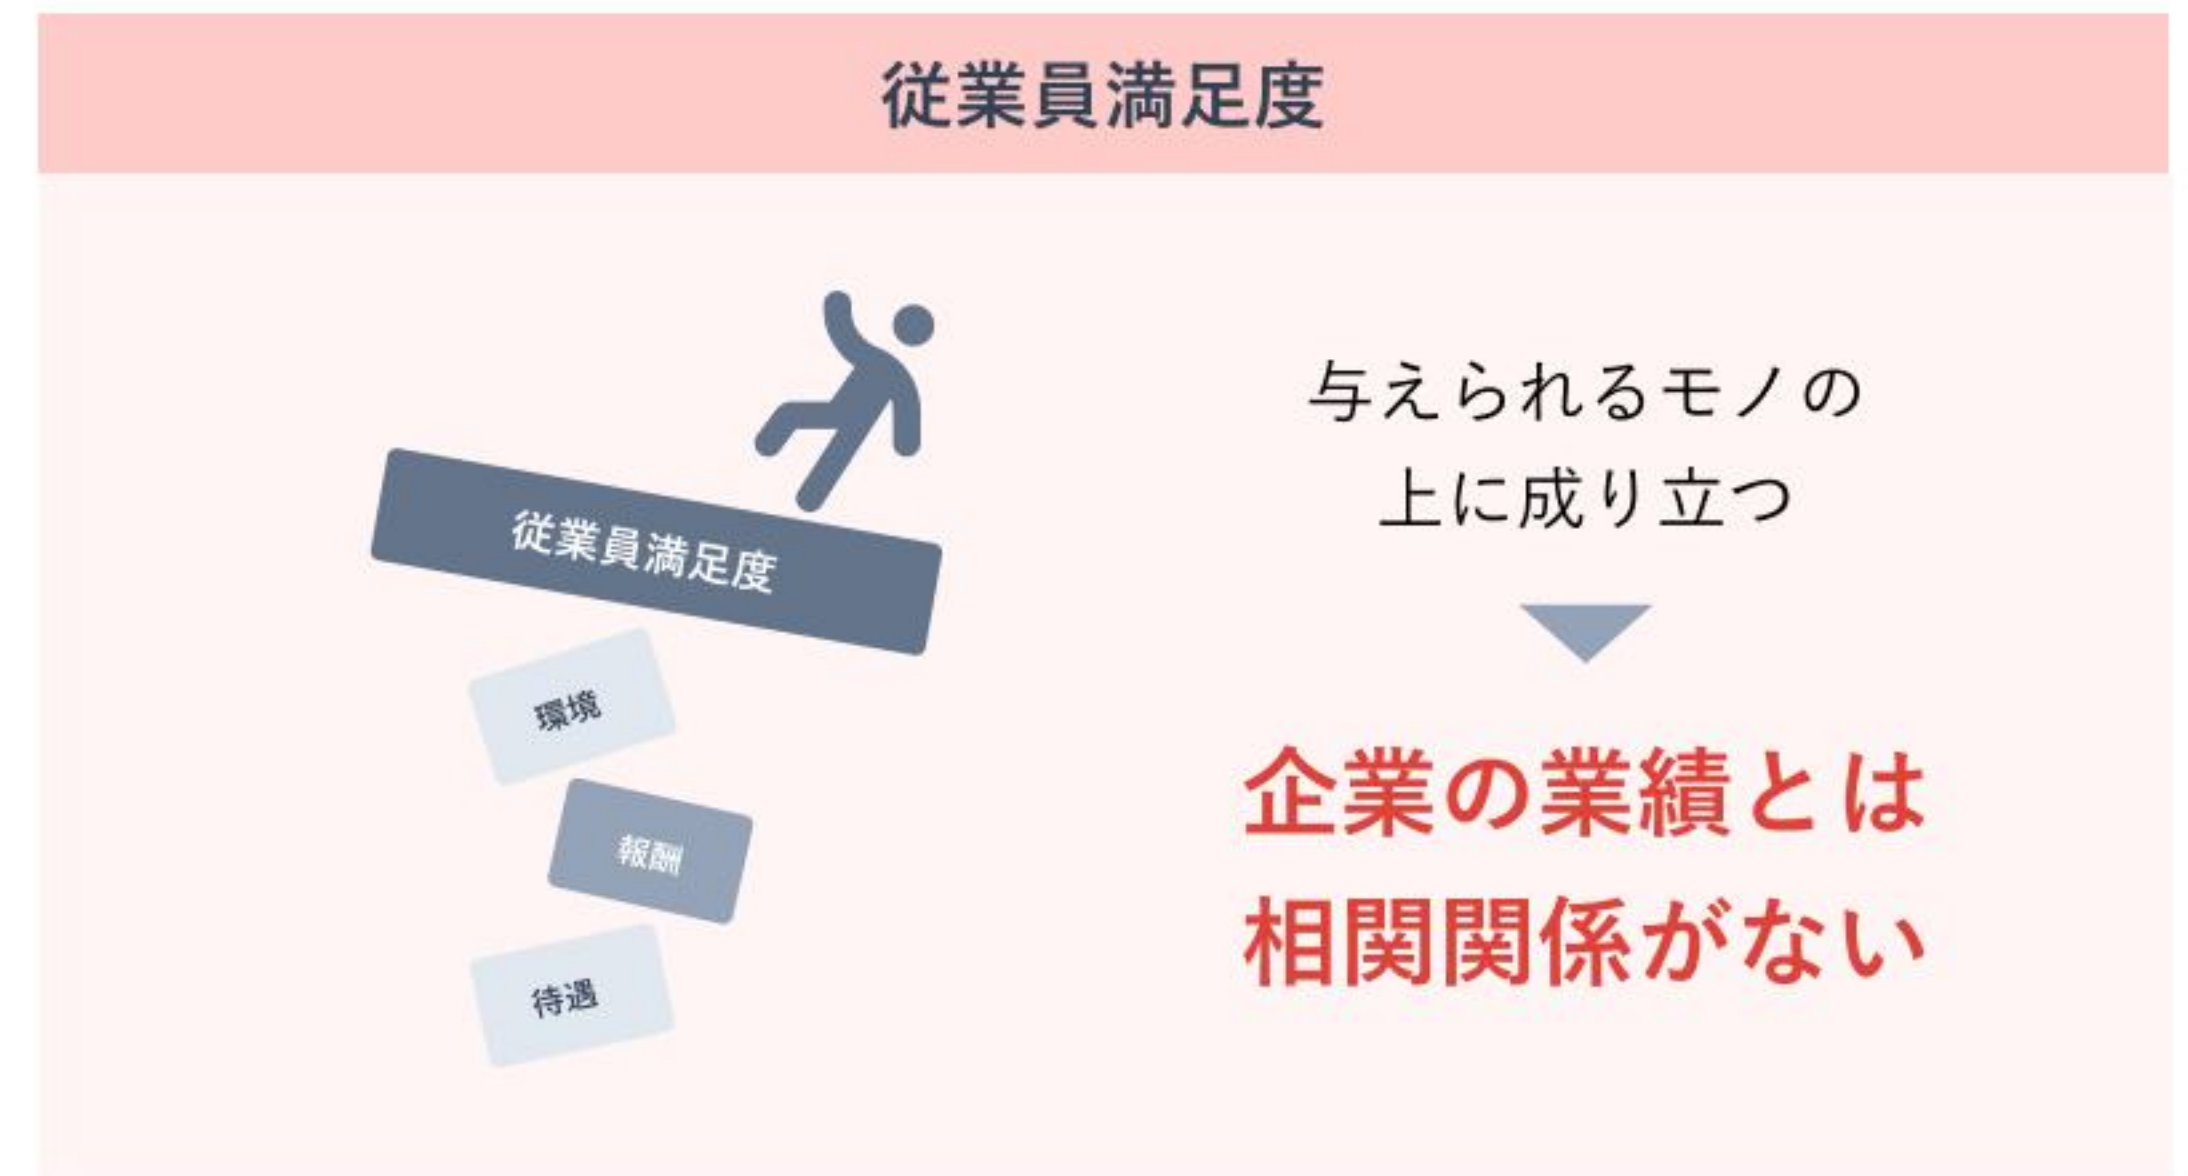 従業員満足度
従業員満足度
環境
報酬
待遇
与えられるモノの
上に成り立つ
企業の業績とは
相関関係がない